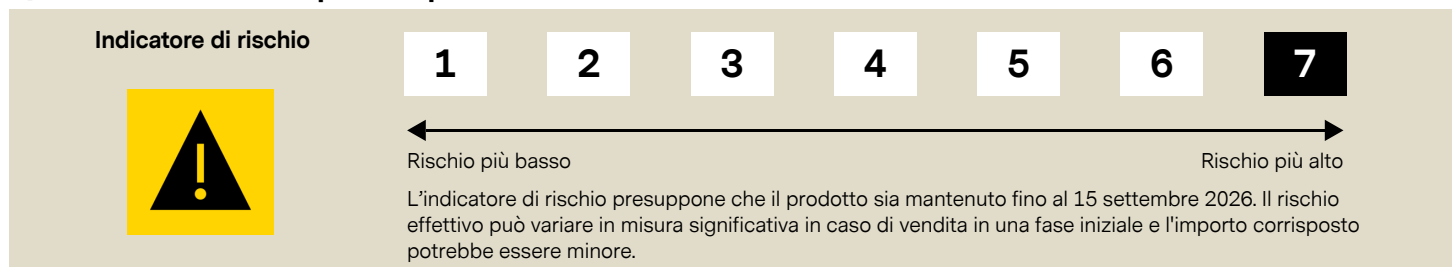 Indicatore di rischio
1 2 3 4 5 6 7
Rischio più basso Rischio più alto
L'indicatore di rischio presuppone che il prodotto sia mantenuto fino al 15 settembre 2026. Il rischio
effettivo può variare in misura significativa in caso di vendita in una fase iniziale e l'importo corrisposto
potrebbe essere minore.